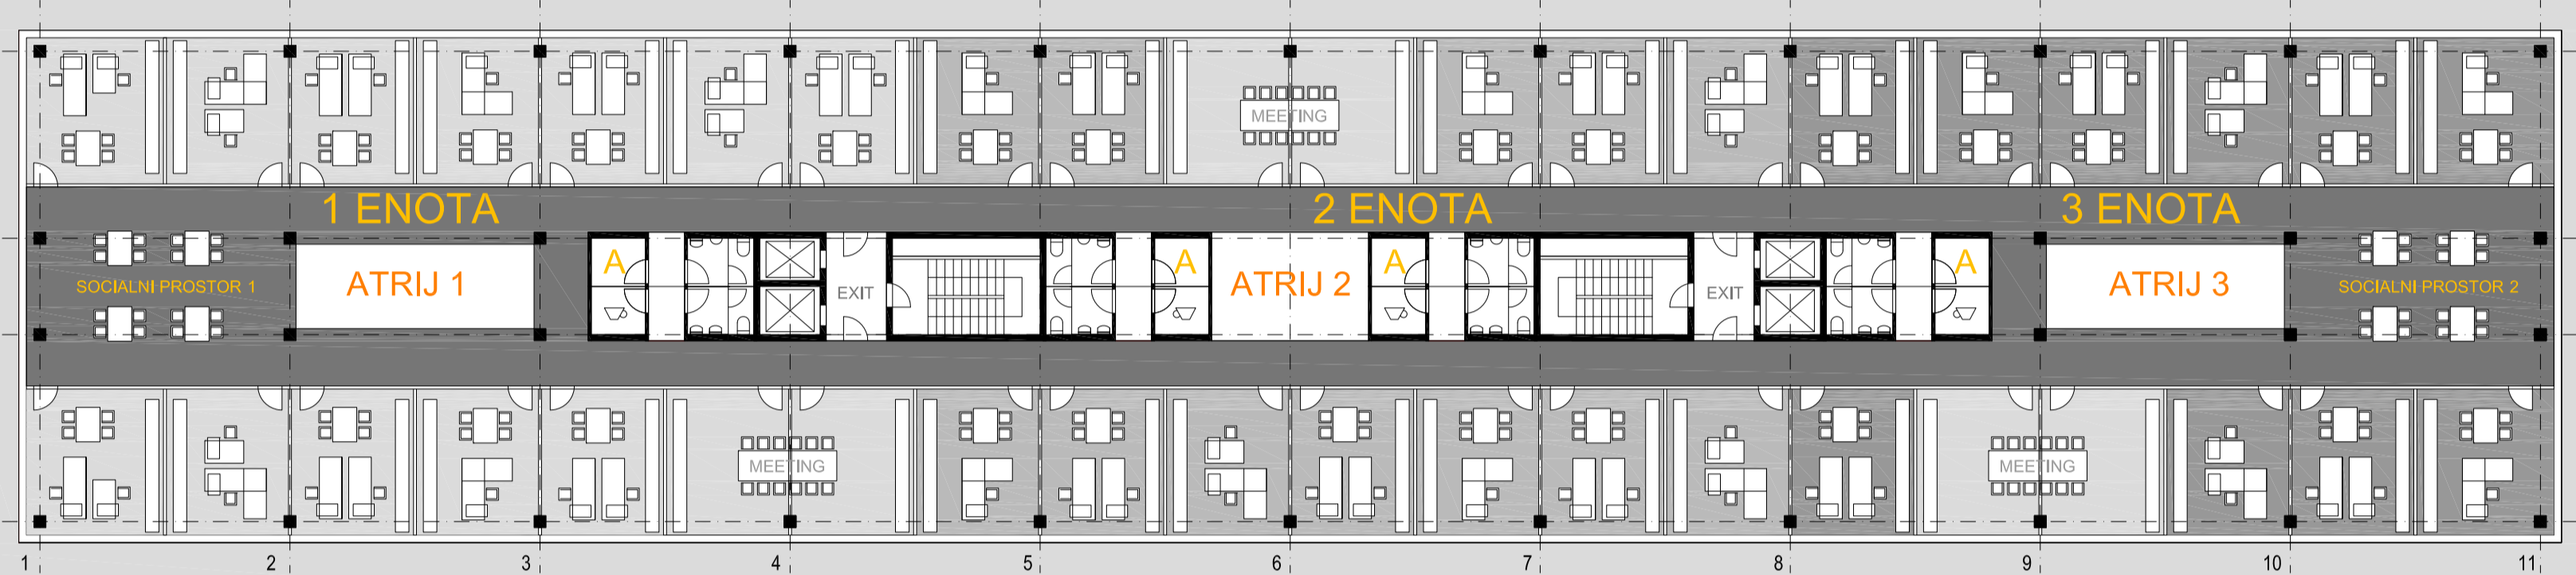 MEETING
1 ENOTA
2 ENOTA
3 ENOTA
A
A
A
A
SOCIALNI PROSTOR 1
ATRIJ 1
EXIT
ATRIJ 2
EXIT
ATRIJ 3
SOCIALNI PROSTOR 2
MEETING
MEETING
1
2
3
4
5
6
7
8
9
10
11